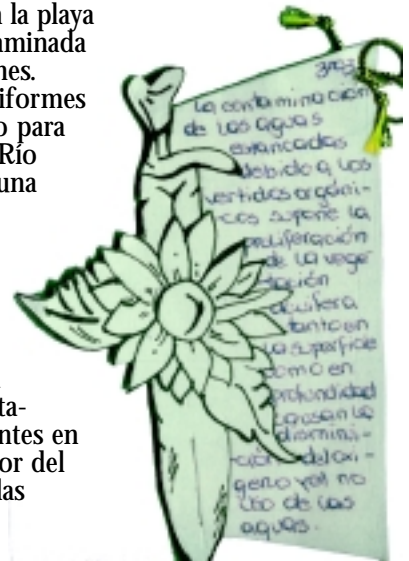 n la playa
aminada
nes.
iformes
o para
Río
una
ta-
ntes en
or del
las
3º93
La contaminación
de las aguas
estancadas
debido a los
vertidos orgáni-
cos supone la
proliferación
de la vege
tación
acuífera
tanto en
la superficie
como en
profundidad
causan la
disminu-
ción del oxi-
geno y el no
uso de las
aguas.